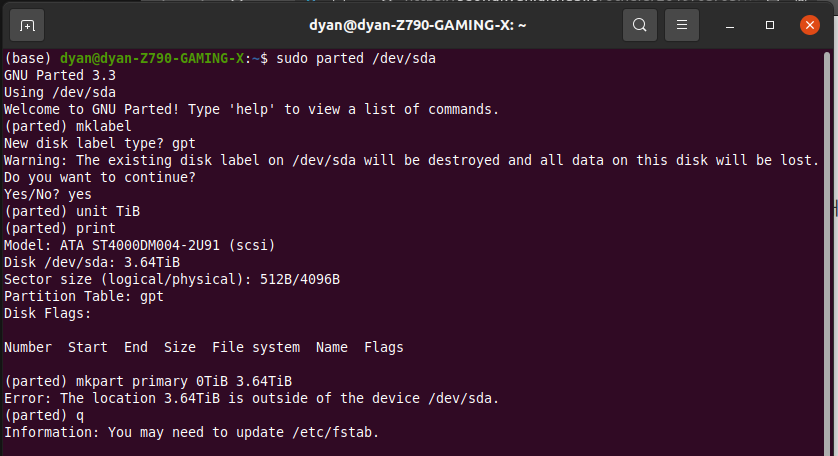 dyan@dyan-Z790-GAMING-X: ~
(base) dyan@dyan-Z790-GAMING-X:~$ sudo parted /dev/sda
GNU Parted 3.3
Using /dev/sda
Welcome to GNU Parted! Type 'help' to view a list of commands.
(parted) mklabel
New disk label type? gpt
Warning: The existing disk label on /dev/sda will be destroyed and all data on this disk will be lost.
Do you want to continue?
Yes/No? yes
(parted) unit TiB
(parted) print
Model: ATA ST4000DM004-2U91 (scsi)
Disk /dev/sda: 3.64TiB
Sector size (logical/physical): 512B/4096B
Partition Table: gpt
Disk Flags:
Number  Start  End  Size  File system  Name  Flags
(parted) mkpart primary 0TiB 3.64TiB
Error: The location 3.64TiB is outside of the device /dev/sda.
(parted) q
Information: You may need to update /etc/fstab.